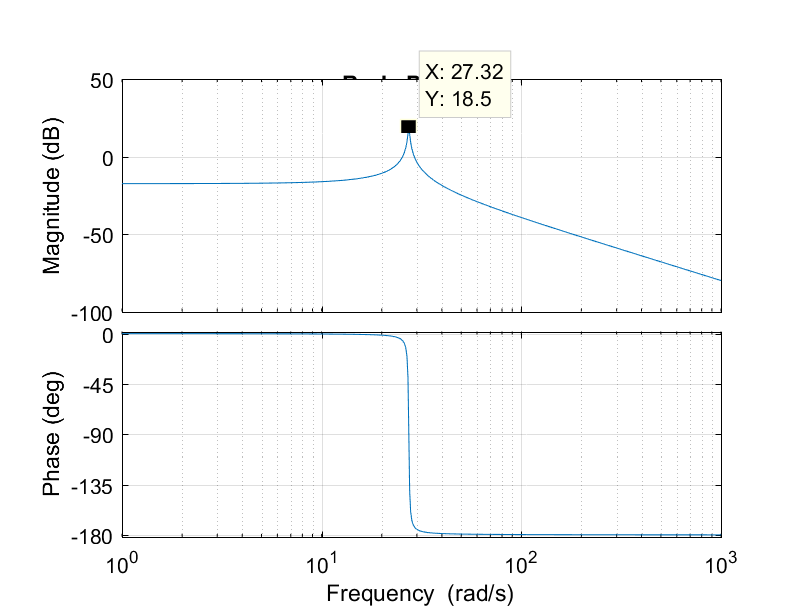 X: 27.32
Y: 18.5
50
0
-50
-100
Magnitude (dB)
0
-45
-90
-135
-180
Phase (deg)
10^0 10^1 10^2 10^3
Frequency (rad/s)